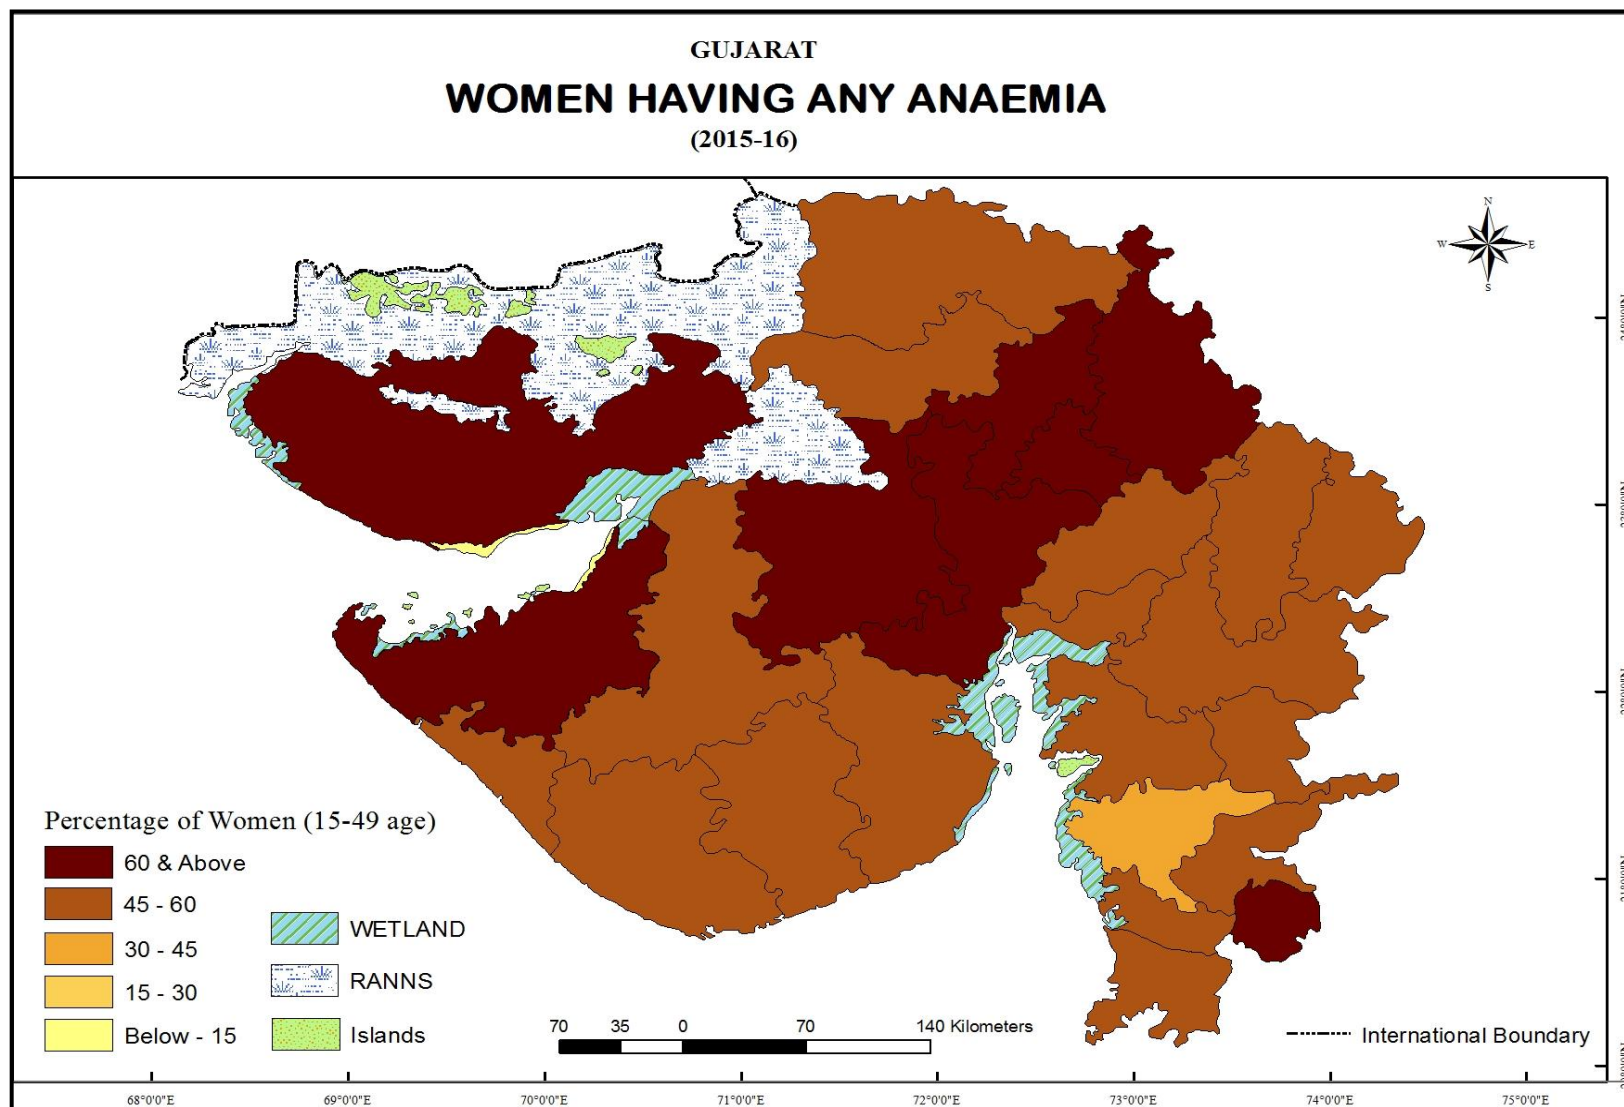 GUJARAT
WOMEN HAVING ANY ANAEMIA
(2015-16)
N
W E
S
Percentage of Women (15-49 age)
60 & Above
45 - 60
30 - 45
15 - 30
Below - 15
WETLAND
RANNS
Islands
70 35 0 70 140 Kilometers
International Boundary
68°0'0"E 69°0'0"E 70°0'0"E 71°0'0"E 72°0'0"E 73°0'0"E 74°0'0"E 75°0'0"E